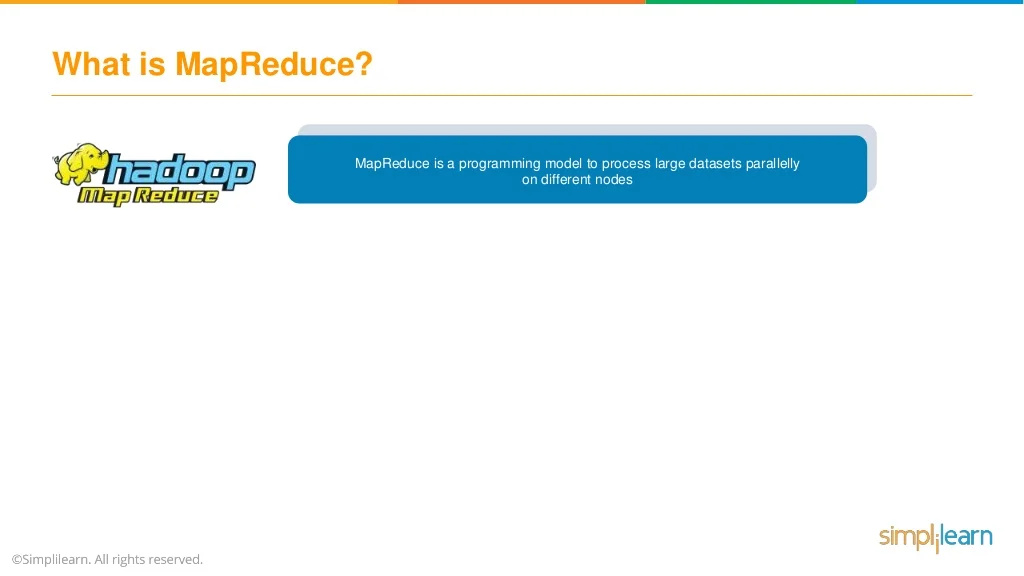 What is MapReduce?
hadoop
Map Reduce
MapReduce is a programming model to process large datasets parallelly
on different nodes
simplilearn
©Simplilearn. All rights reserved.